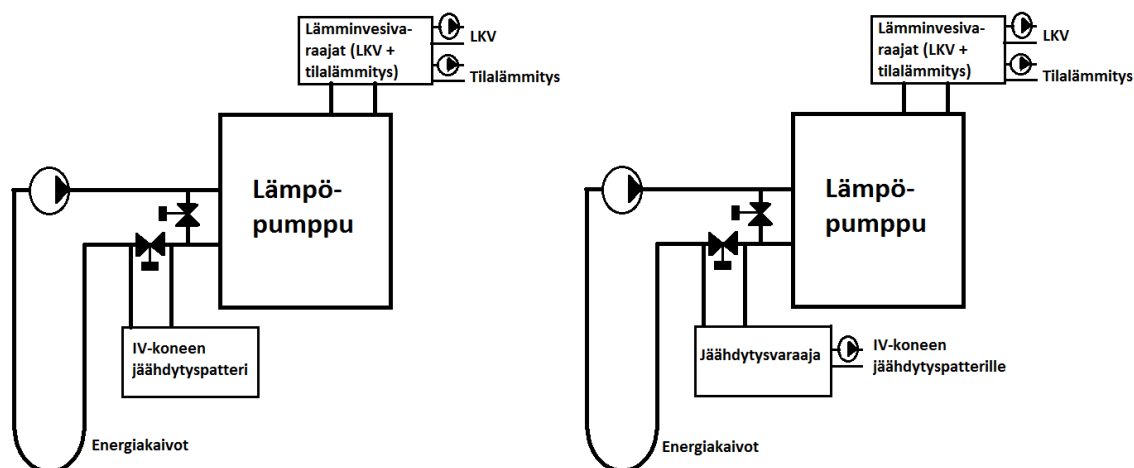 Lämminvesiva-
raajat (LKV +
tilalämmitys)
LKV
Tilalämmitys
Lämpö-
pumppu
IV-koneen
jäähdytyspatteri
Energiakaivot
Lämminvesiva-
raajat (LKV +
tilalämmitys)
LKV
Tilalämmitys
Lämpö-
pumppu
Jäähdytysvaraaja
IV-koneen
jäähdytyspatterille
Energiakaivot